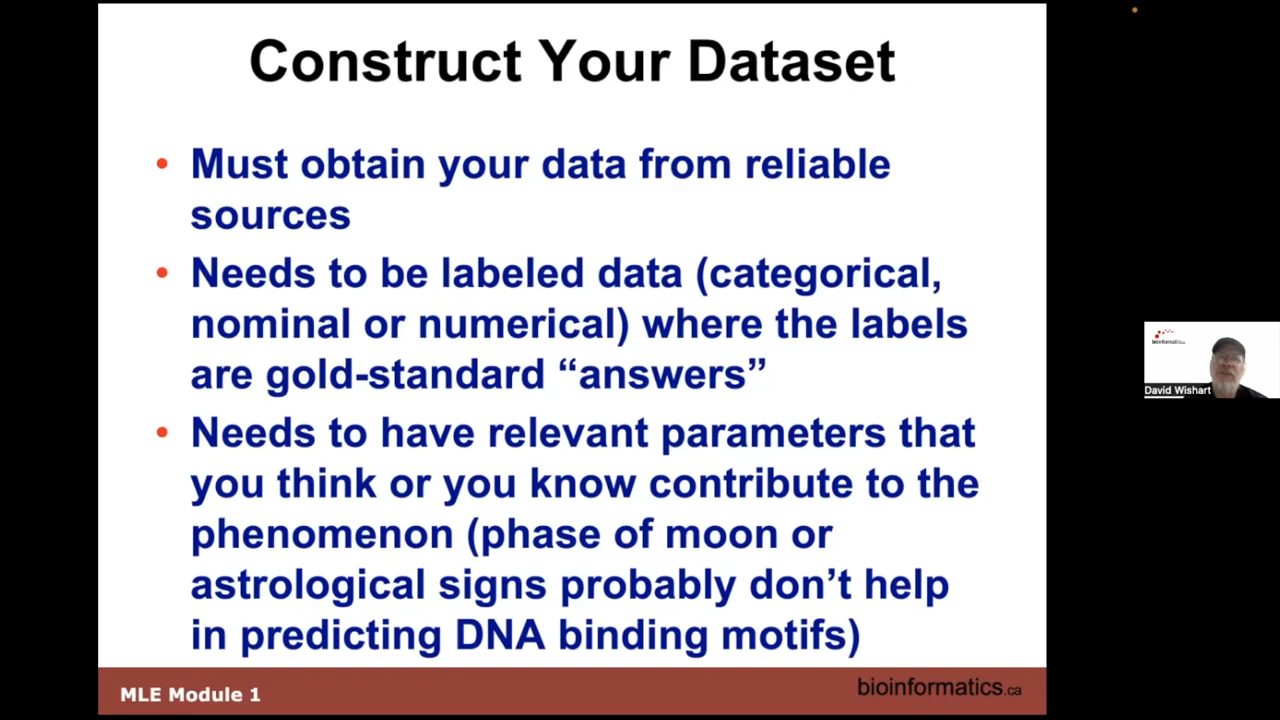 Construct Your Dataset
• Must obtain your data from reliable
sources
• Needs to be labeled data (categorical,
nominal or numerical) where the labels
are gold-standard “answers”
• Needs to have relevant parameters that
you think or you know contribute to the
phenomenon (phase of moon or
astrological signs probably don’t help
in predicting DNA binding motifs)
MLE Module 1
bioinformatics.ca
bioinformatics.ca
David Wishart